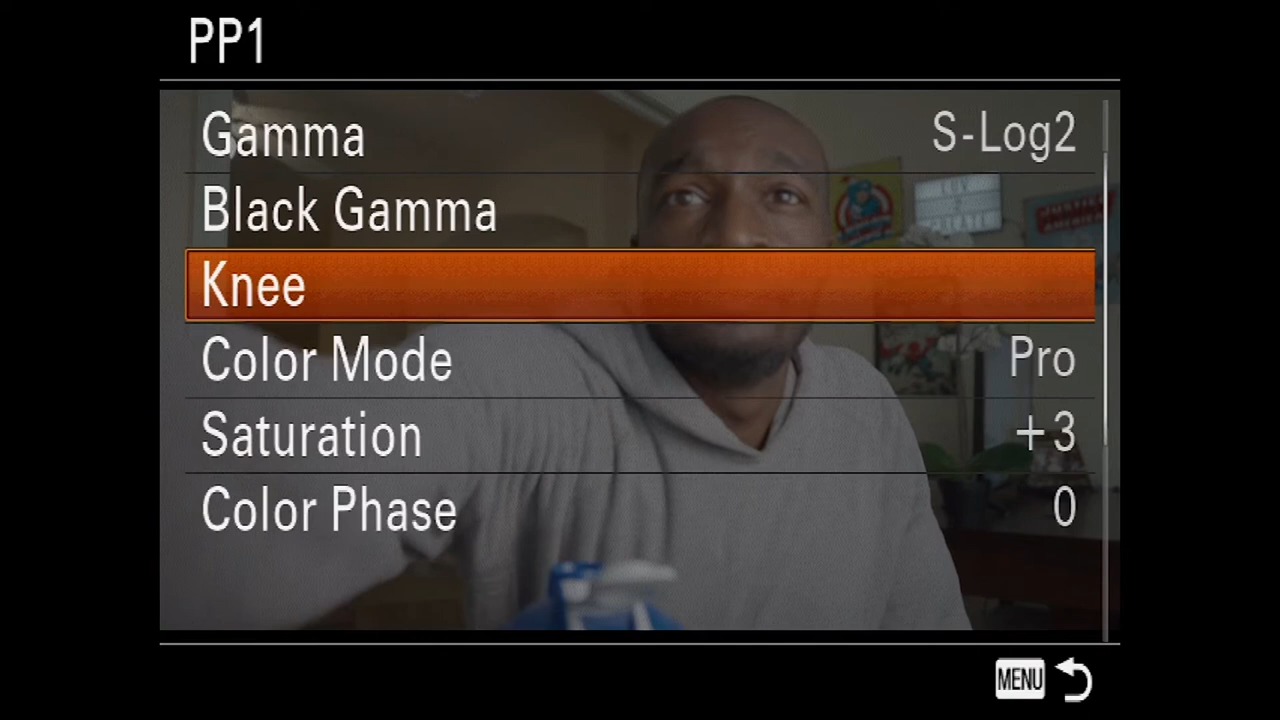 PP1
Gamma S-Log2
Black Gamma
Knee
Color Mode Pro
Saturation +3
Color Phase 0
MENU